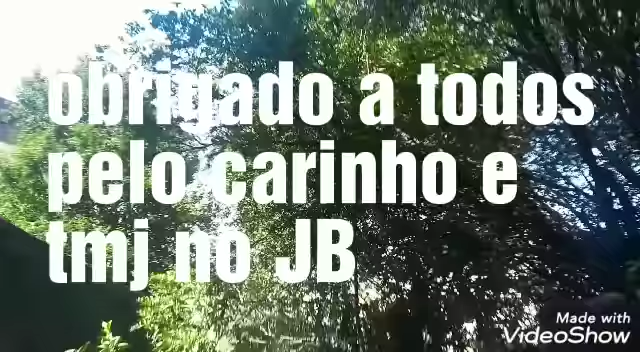 obrigado a todos
pelo carinho e
tmj no JB
Made with
VideoShow